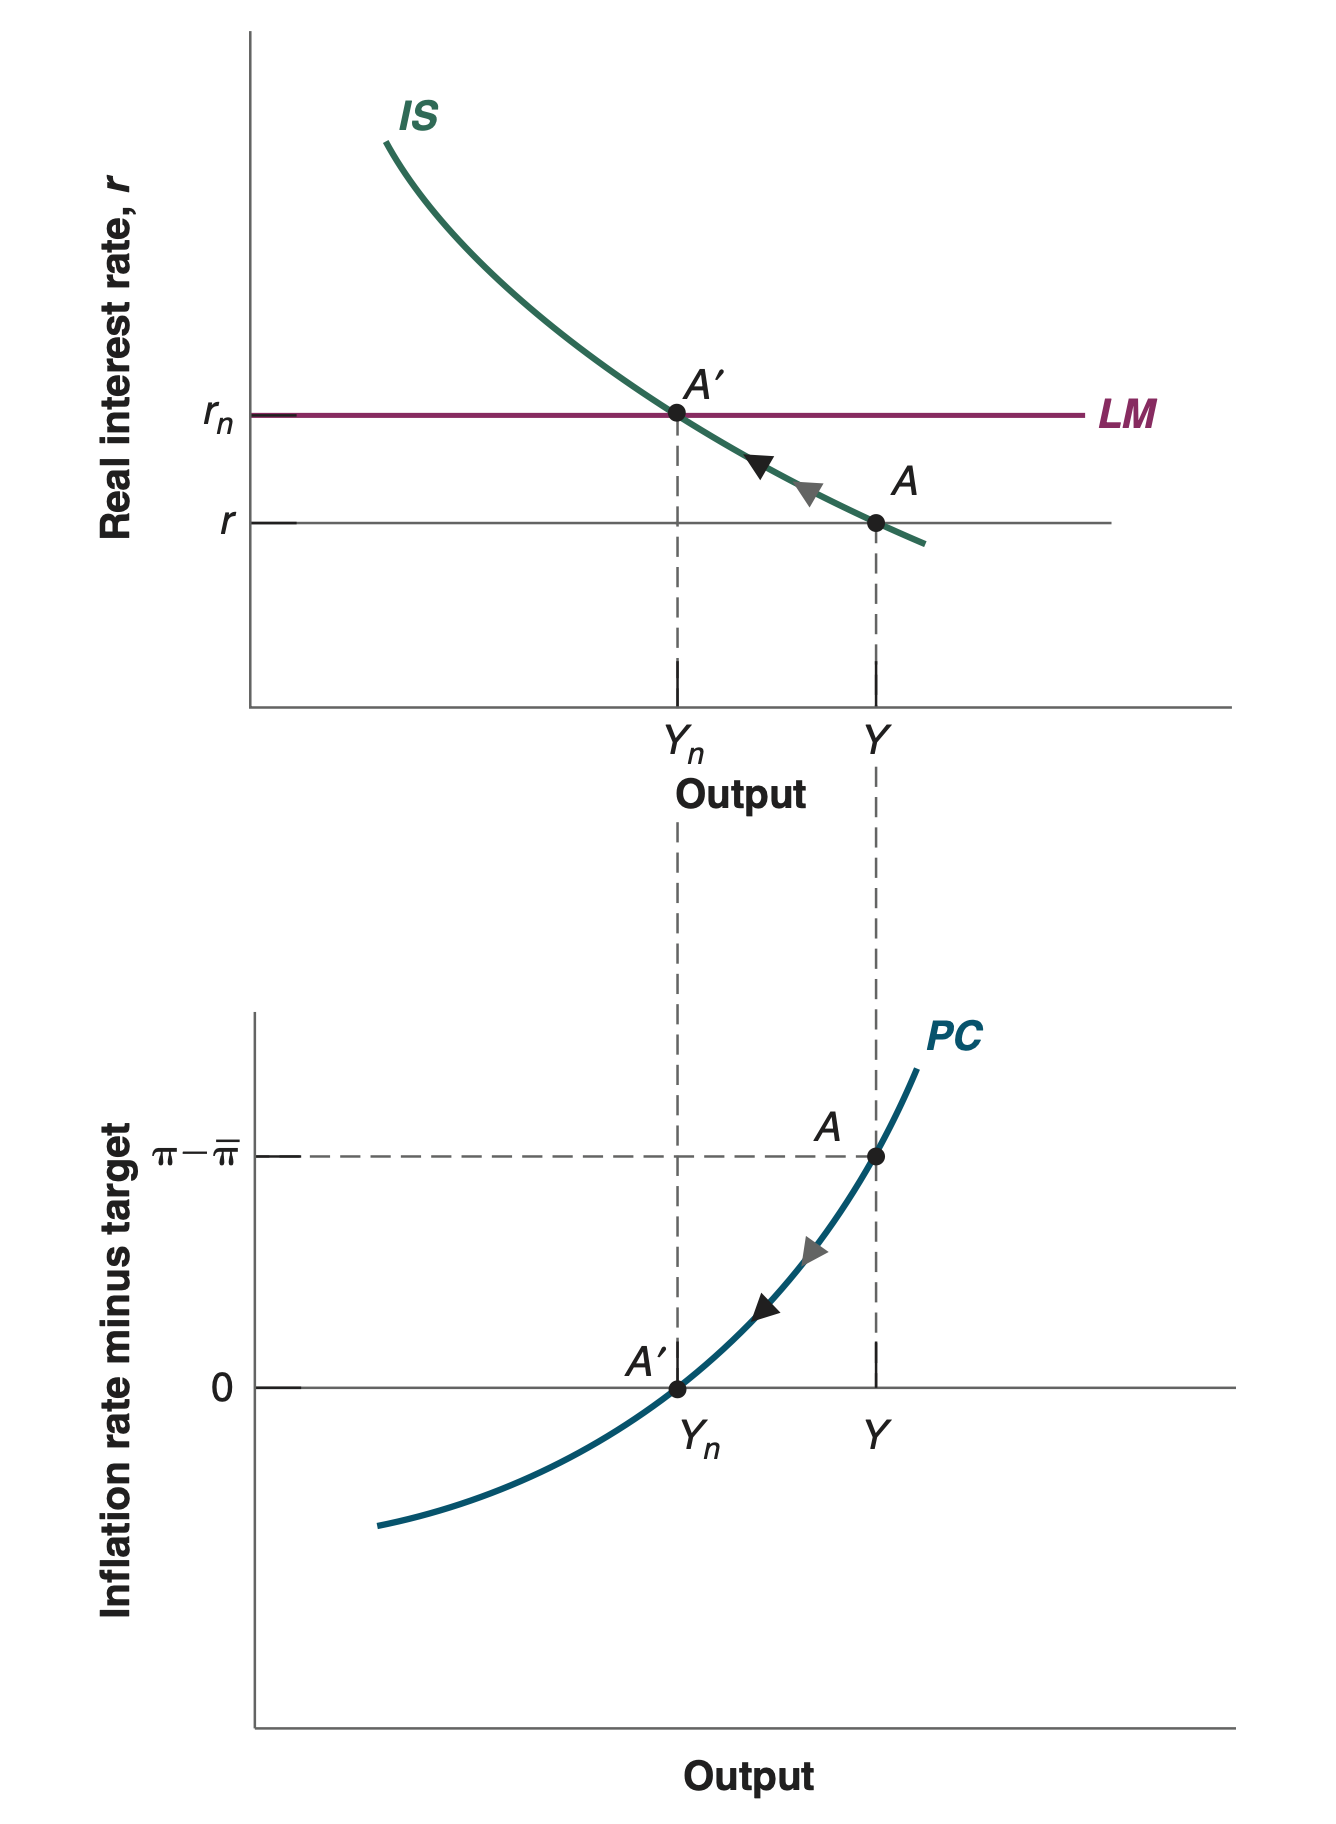 IS
Real interest rate, r
A′
rₙ
LM
A
r
Yₙ
Y
Output
PC
Inflation rate minus target
A
π−π̅
A′
0
Yₙ
Y
Output